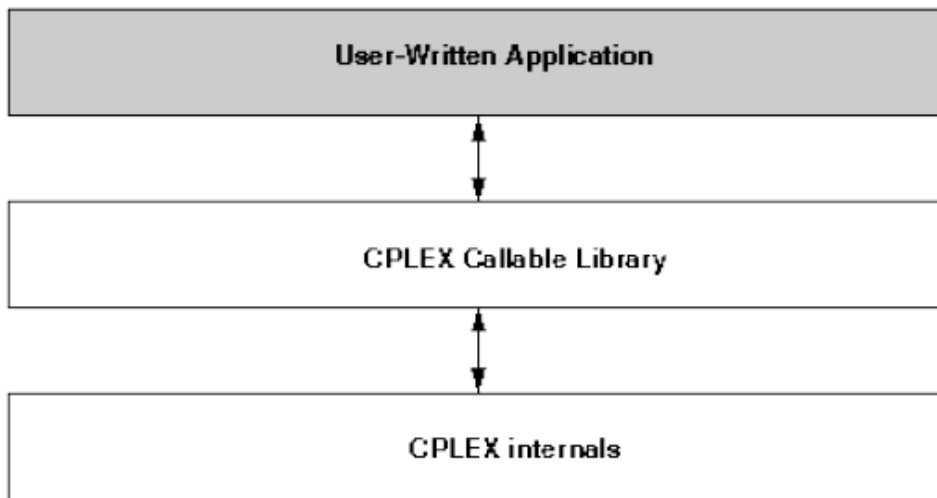 User-Written Application
CPLEX Callable Library
CPLEX internals